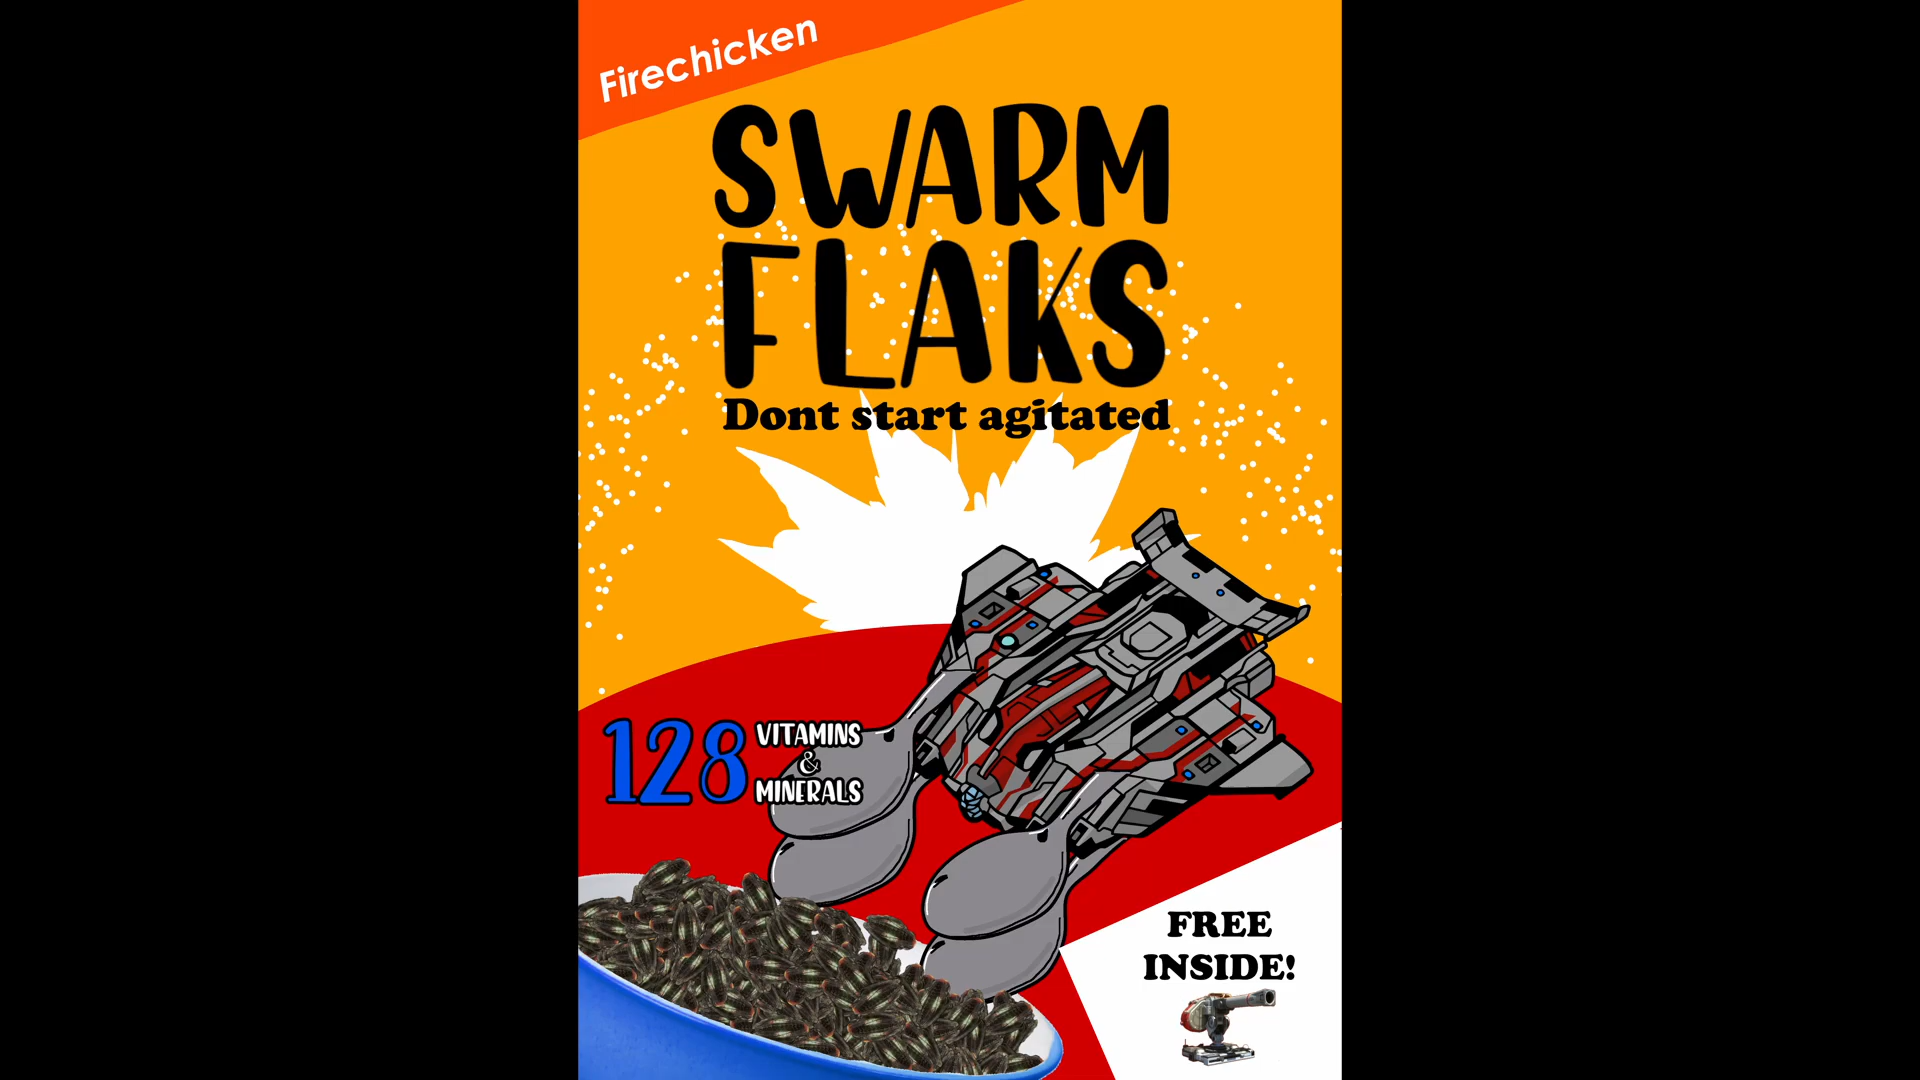 Firechicken
SWARM
FLAKS
Dont start agitated
128 VITAMINS
&
MINERALS
FREE
INSIDE!